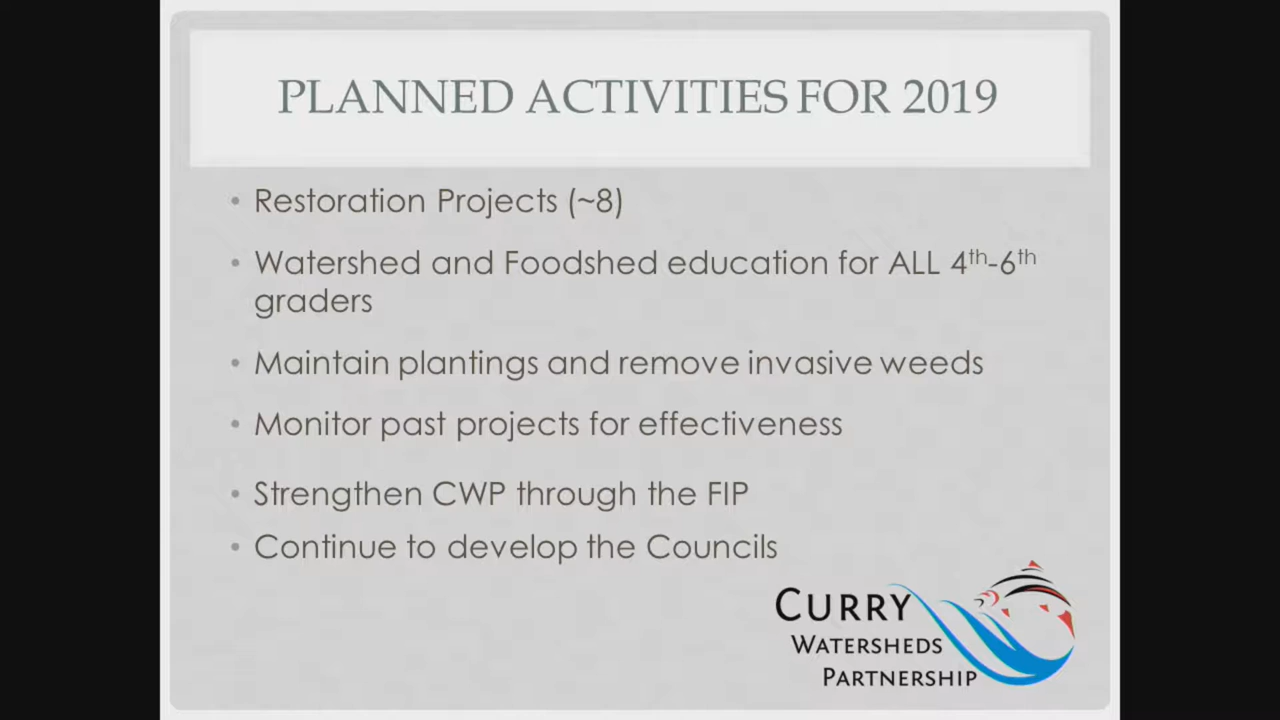 PLANNED ACTIVITIES FOR 2019
• Restoration Projects (~8)
• Watershed and Foodshed education for ALL 4th-6th
graders
• Maintain plantings and remove invasive weeds
• Monitor past projects for effectiveness
• Strengthen CWP through the FIP
• Continue to develop the Councils
CURRY
WATERSHEDS
PARTNERSHIP